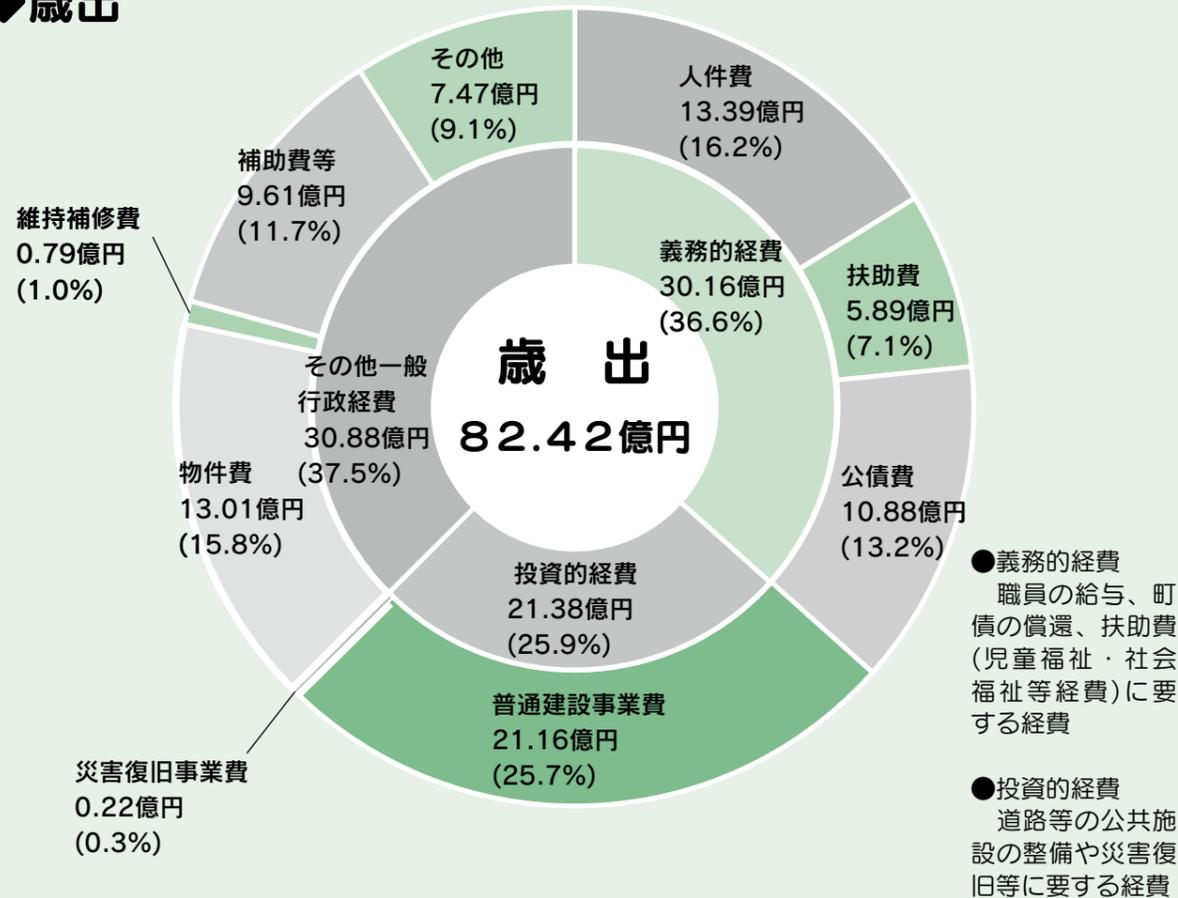 ◆歳出
その他
7.47億円
(9.1%)
人件費
13.39億円
(16.2%)
補助費等
9.61億円
(11.7%)
維持補修費
0.79億円
(1.0%)
義務的経費
30.16億円
(36.6%)
扶助費
5.89億円
(7.1%)
歳　出
82.42億円
その他一般
行政経費
30.88億円
(37.5%)
物件費
13.01億円
(15.8%)
公債費
10.88億円
(13.2%)
投資的経費
21.38億円
(25.9%)
普通建設事業費
21.16億円
(25.7%)
災害復旧事業費
0.22億円
(0.3%)
●義務的経費
　職員の給与、町
債の償還、扶助費
(児童福祉・社会
福祉等経費)に要
する経費
●投資的経費
　道路等の公共施
設の整備や災害復
旧等に要する経費